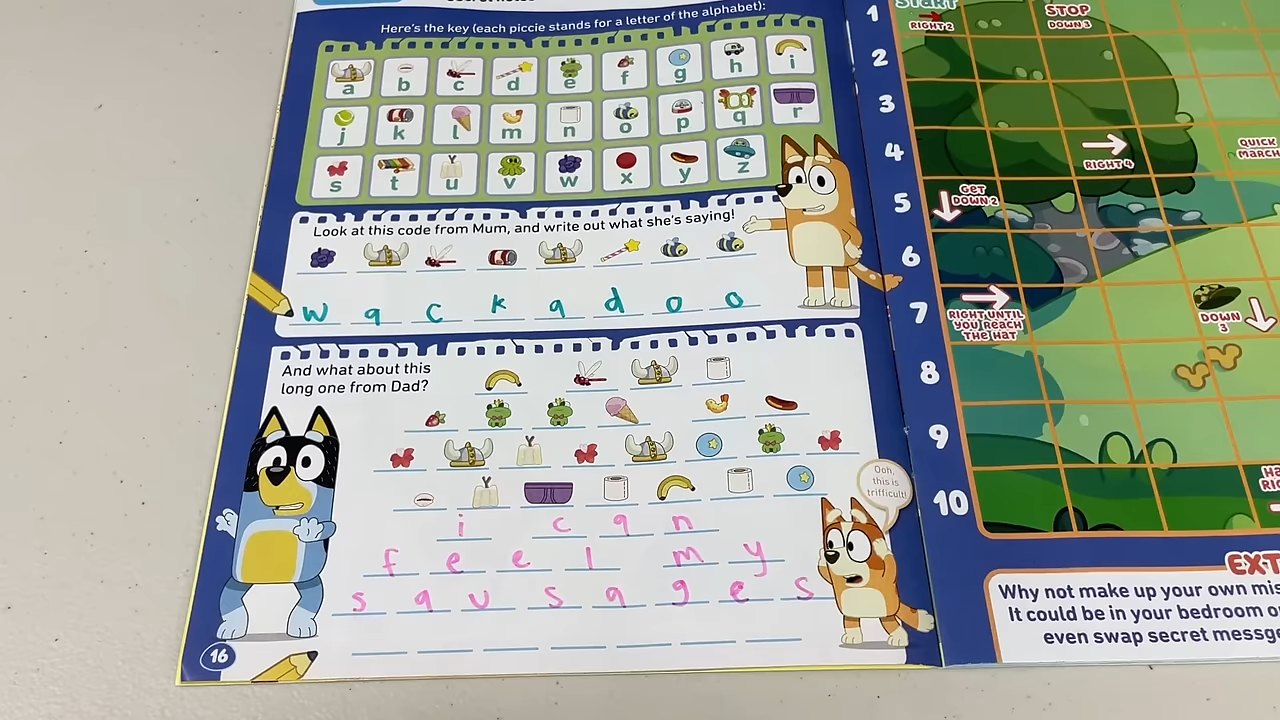 Here's the key (each piccie stands for a letter of the alphabet):
a b c d e f g h i
j k l m n o p q r
s t u v w x y z
Look at this code from Mum, and write out what she's saying!
w a c k a d o o
And what about this
long one from Dad?
i c a n
f e e l m y
s a u s a g e s
Ooh,
this is
trifficult!
16
1
2
3
4
5
6
7
8
9
10
START
RIGHT 2
STOP
DOWN 3
RIGHT 4
QUICK
MARCH
GET
DOWN 2
RIGHT UNTIL
YOU REACH
THE HAT
DOWN
3
EXT
Why not make up your own mis
It could be in your bedroom o
even swap secret messge